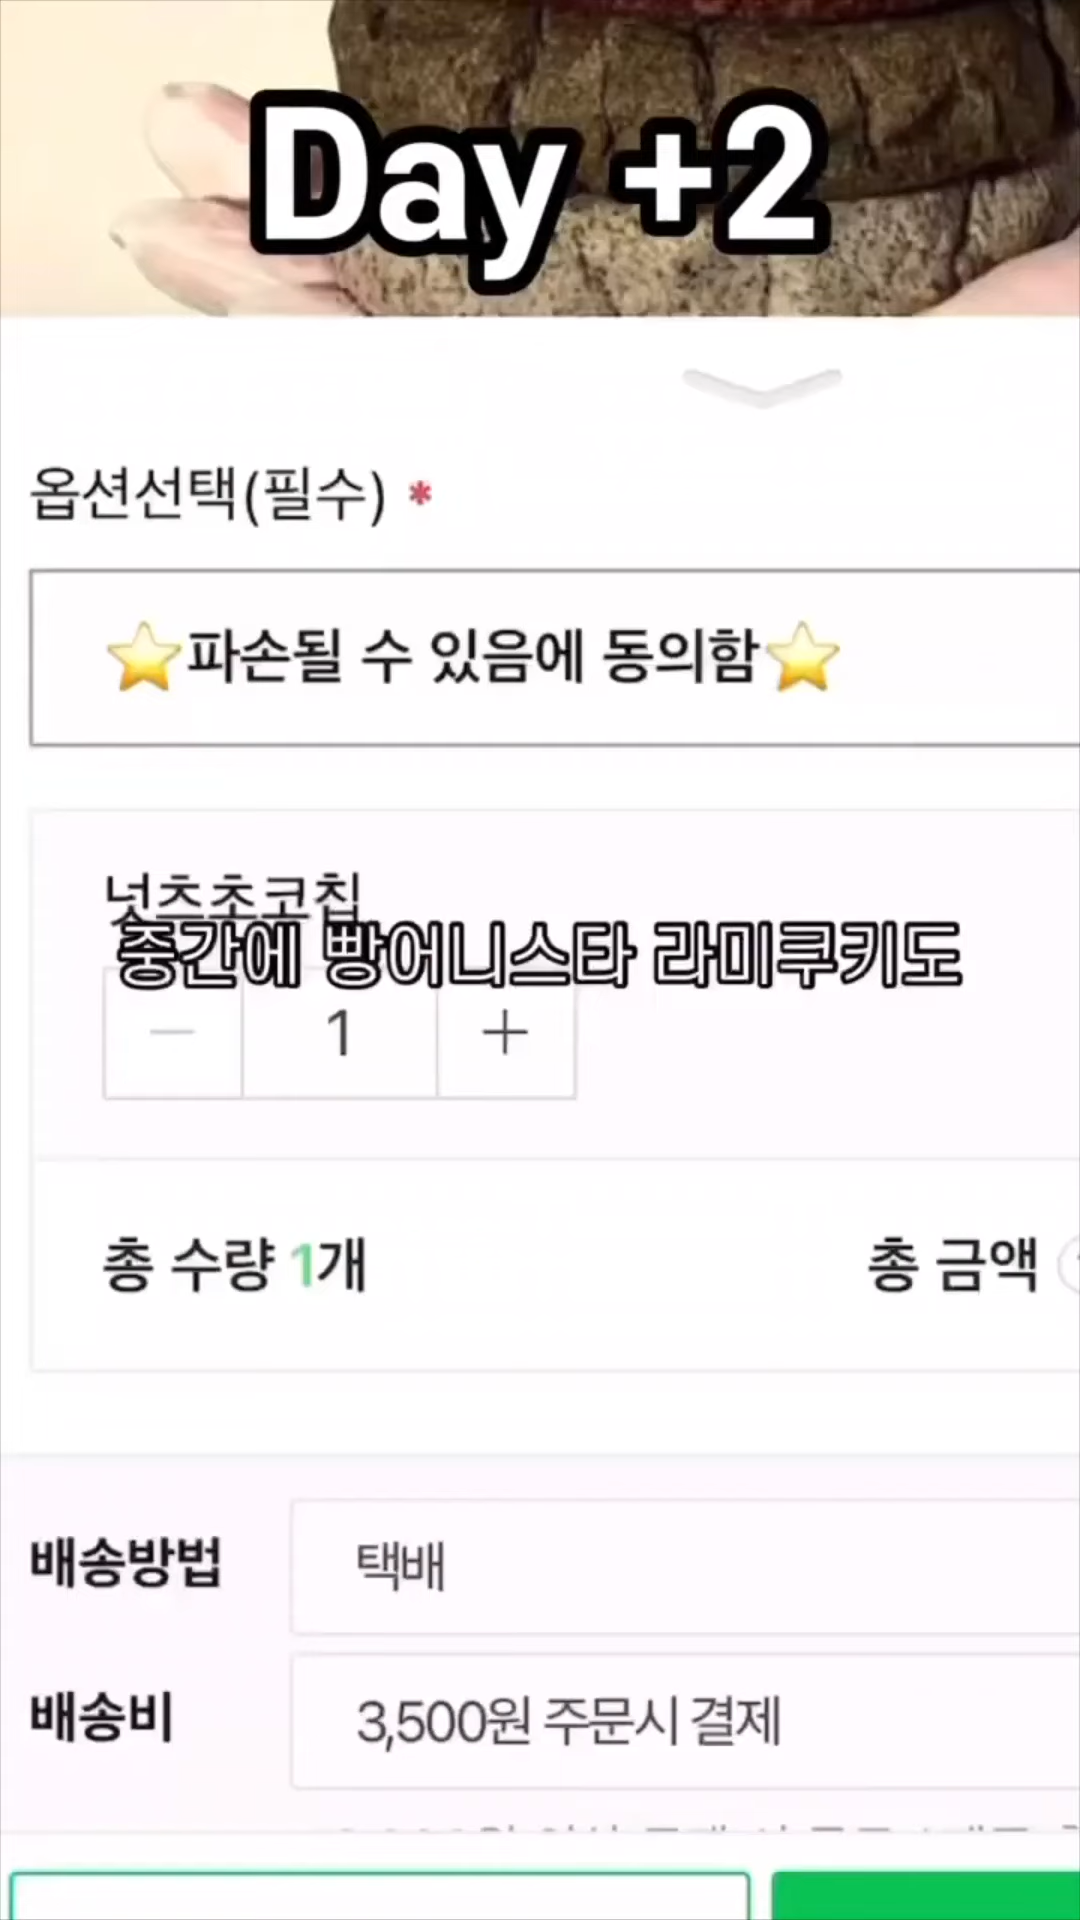 Day +2
옵션선택(필수) *
⭐파손될 수 있음에 동의함⭐
넛츠초코칩
중간에 빵어니스타 라미쿠키도
1
총 수량 1개
총 금액
배송방법
택배
배송비
3,500원 주문시 결제